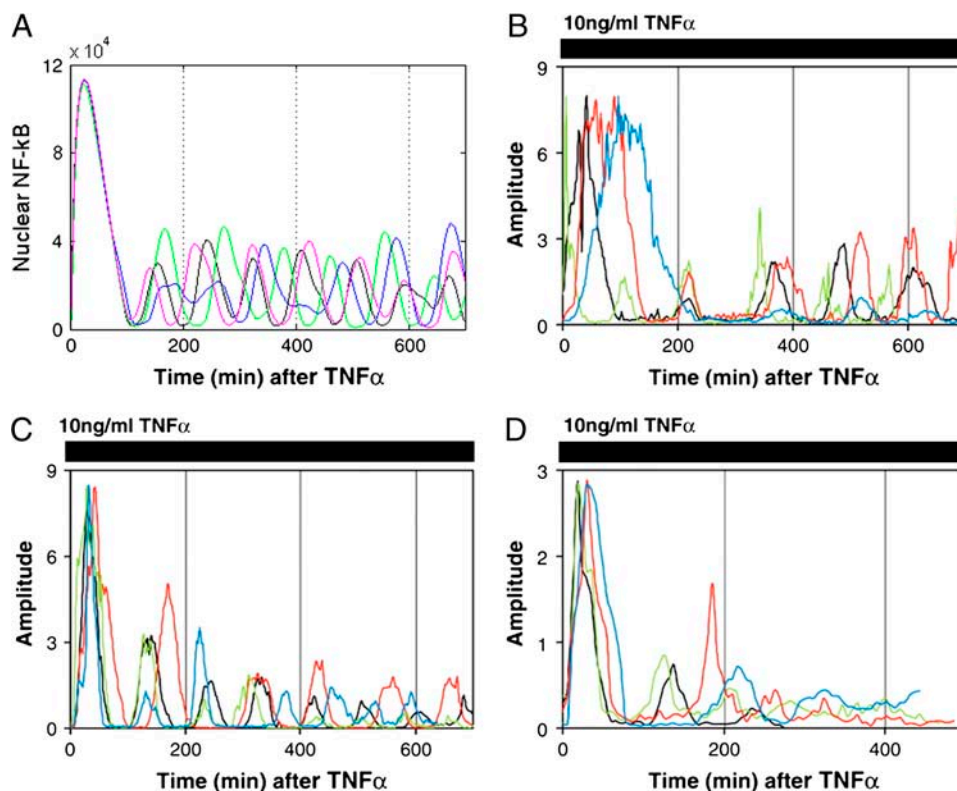 A
× 10⁴
12
8
4
0
Nuclear NF-kB
0 200 400 600
Time (min) after TNFα
B
10ng/ml TNFα
9
6
3
0
Amplitude
0 200 400 600
Time (min) after TNFα
C
10ng/ml TNFα
9
6
3
0
Amplitude
0 200 400 600
Time (min) after TNFα
D
10ng/ml TNFα
3
2
1
0
Amplitude
0 200 400
Time (min) after TNFα